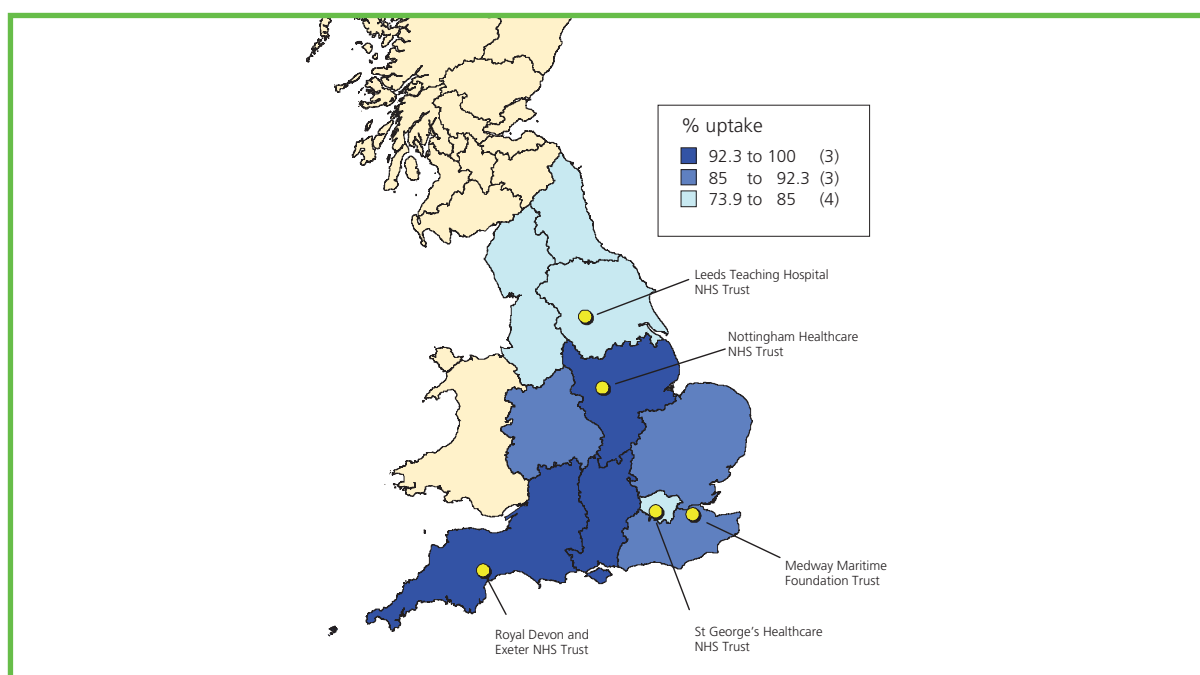 % uptake
92.3 to 100 (3)
85 to 92.3 (3)
73.9 to 85 (4)
Leeds Teaching Hospital
NHS Trust
Nottingham Healthcare
NHS Trust
Medway Maritime
Foundation Trust
St George’s Healthcare
NHS Trust
Royal Devon and
Exeter NHS Trust